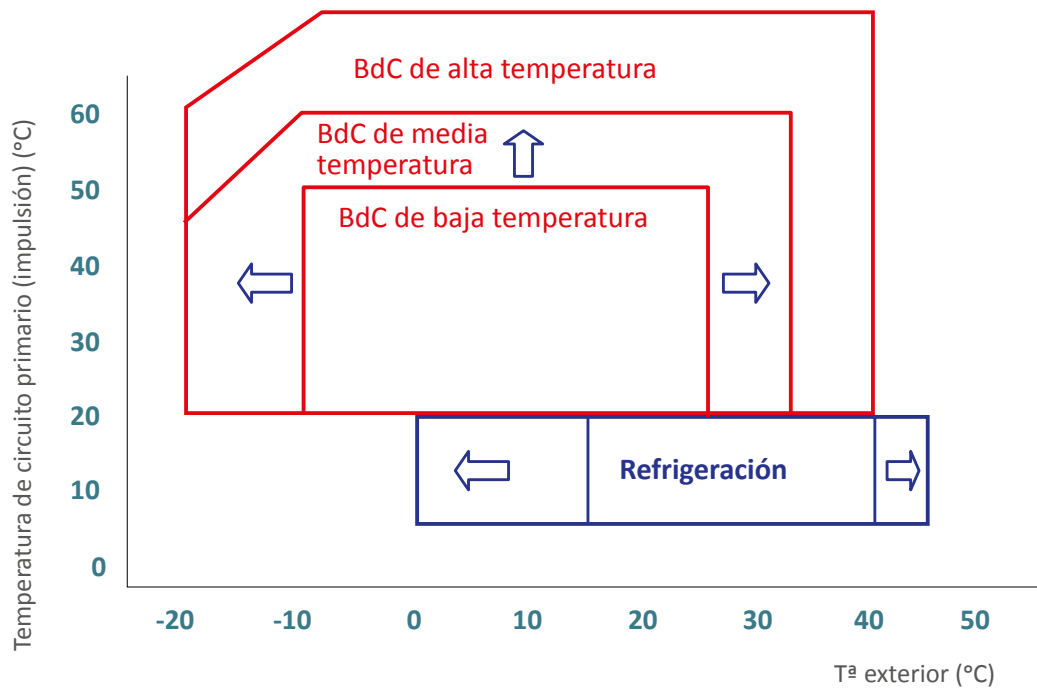 BdC de alta temperatura
BdC de media
temperatura
BdC de baja temperatura
Refrigeración
Temperatura de circuito primario (impulsión) (°C)
60
50
40
30
20
10
0
-20 -10 0 10 20 30 40 50
Tª exterior (°C)